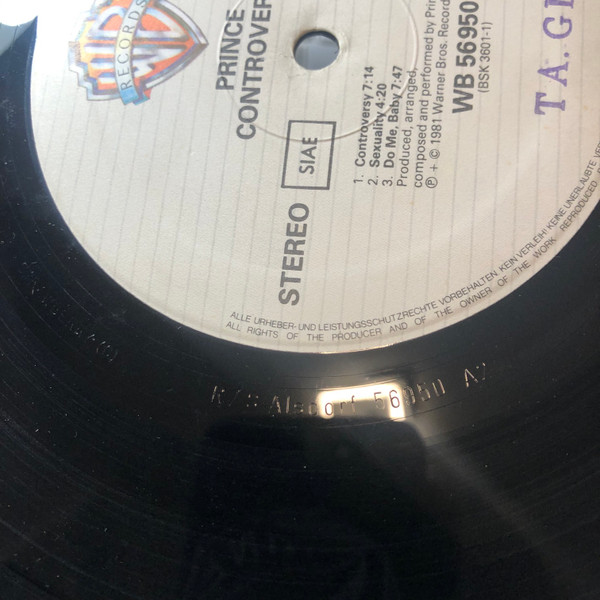 RECORDS
PRINCE
CONTROVER
STEREO
SIAE
1. Controversy 7:14
2. Sexuality 4:20
3. Do Me, Baby 7:47
Produced, arranged,
composed and performed by Prin
℗ + © 1981 Warner Bros. Record
WB 56950
(BSK 3601-1)
TA.GI
ALLE URHEBER- UND LEISTUNGSSCHUTZRECHTE VORBEHALTEN. KEIN VERLEIH! KEINE UNERLAUBTE
ALL RIGHTS OF THE PRODUCER AND OF THE OWNER OF THE WORK REPRODUCED
R/S Alsdorf 56950 A2